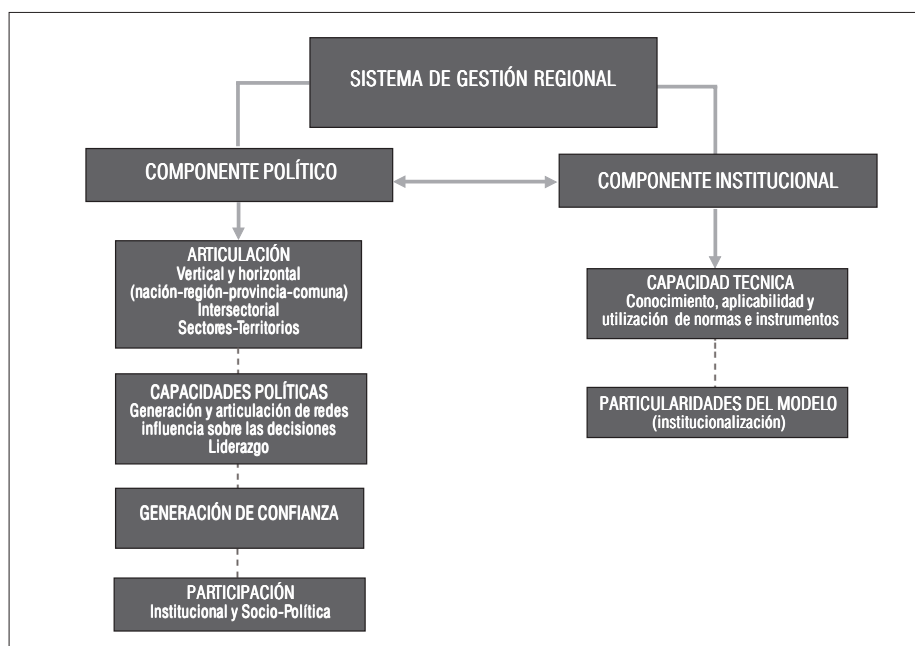 SISTEMA DE GESTIÓN REGIONAL
COMPONENTE POLÍTICO
COMPONENTE INSTITUCIONAL
ARTICULACIÓN
Vertical y horizontal
(nación-región-provincia-comuna)
Intersectorial
Sectores-Territorios
CAPACIDADES POLÍTICAS
Generación y articulación de redes
influencia sobre las decisiones
Liderazgo
GENERACIÓN DE CONFIANZA
PARTICIPACIÓN
Institucional y Socio-Política
CAPACIDAD TECNICA
Conocimiento, aplicabilidad y
utilización de normas e instrumentos
PARTICULARIDADES DEL MODELO
(institucionalización)